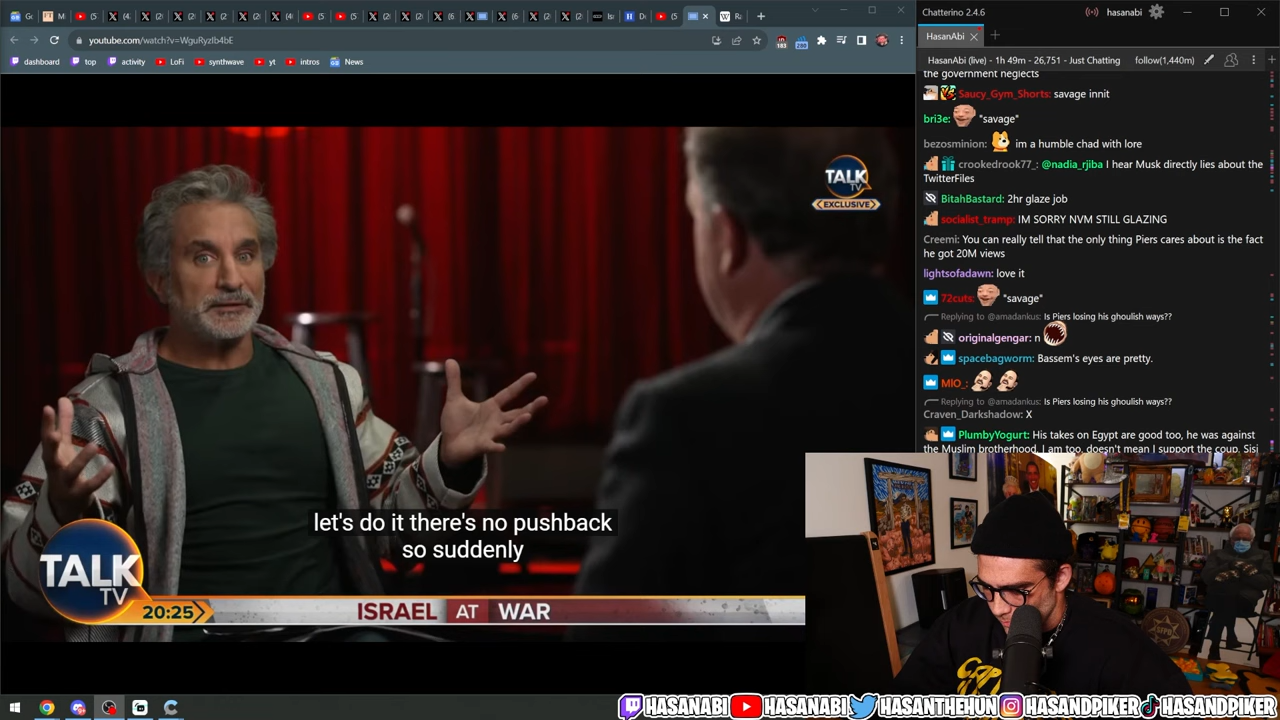 Chatterino 2.4.6
hasanabi
youtube.com/watch?v=WguRyzIb4bE
HasanAbi
dashboard top activity LoFi synthwave yt intros News
HasanAbi (live) - 1h 49m - 26,751 - Just Chatting follow(1,440m)
the government neglects
Saucy_Gym_Shorts: savage innit
bri3e: *savage*
bezosminion: im a humble chad with lore
crookedrook77_: @nadia_rjiba I hear Musk directly lies about the
TwitterFiles
BitahBastard: 2hr glaze job
socialist_tramp: IM SORRY NVM STILL GLAZING
Creemi: You can really tell that the only thing Piers cares about is the fact
he got 20M views
lightsofadawn: love it
72cuts: *savage*
Replying to @amadankus: Is Piers losing his ghoulish ways??
originalgengar: n
spacebagworm: Bassem's eyes are pretty.
MlO_:
Replying to @amadankus: Is Piers losing his ghoulish ways??
Craven_Darkshadow: X
PlumbyYogurt: His takes on Egypt are good too, he was against
the Muslim brotherhood, I am too, doesn't mean I support the coup, Sisi
TALK
TV
EXCLUSIVE
let's do it there's no pushback
so suddenly
TALK
TV
20:25
ISRAEL AT WAR
HASANABI HASANABI HASANTHEHUN HASANDPIKER HASANDPIKER